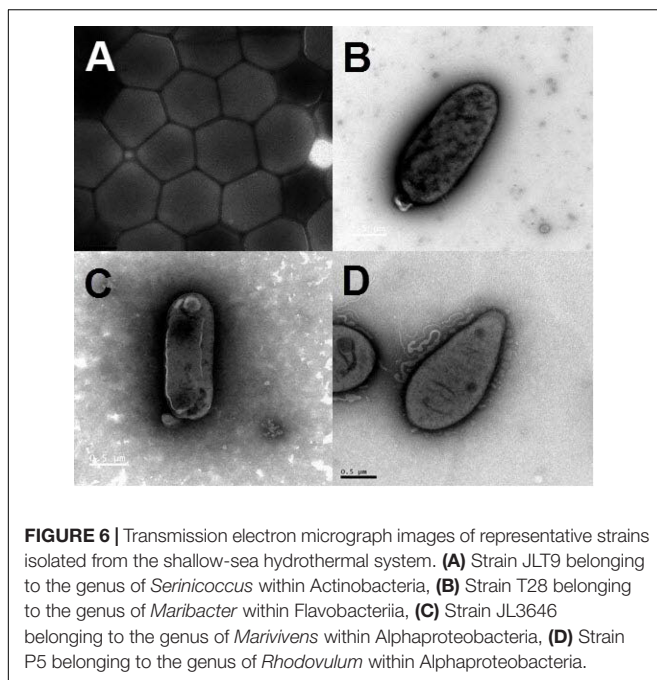 A
B
C
D
0.5 µm
0.5 µm
FIGURE 6 | Transmission electron micrograph images of representative strains
isolated from the shallow-sea hydrothermal system. (A) Strain JLT9 belonging
to the genus of Serinicoccus within Actinobacteria, (B) Strain T28 belonging
to the genus of Maribacter within Flavobacteriia, (C) Strain JL3646
belonging to the genus of Marivivens within Alphaproteobacteria, (D) Strain
P5 belonging to the genus of Rhodovulum within Alphaproteobacteria.